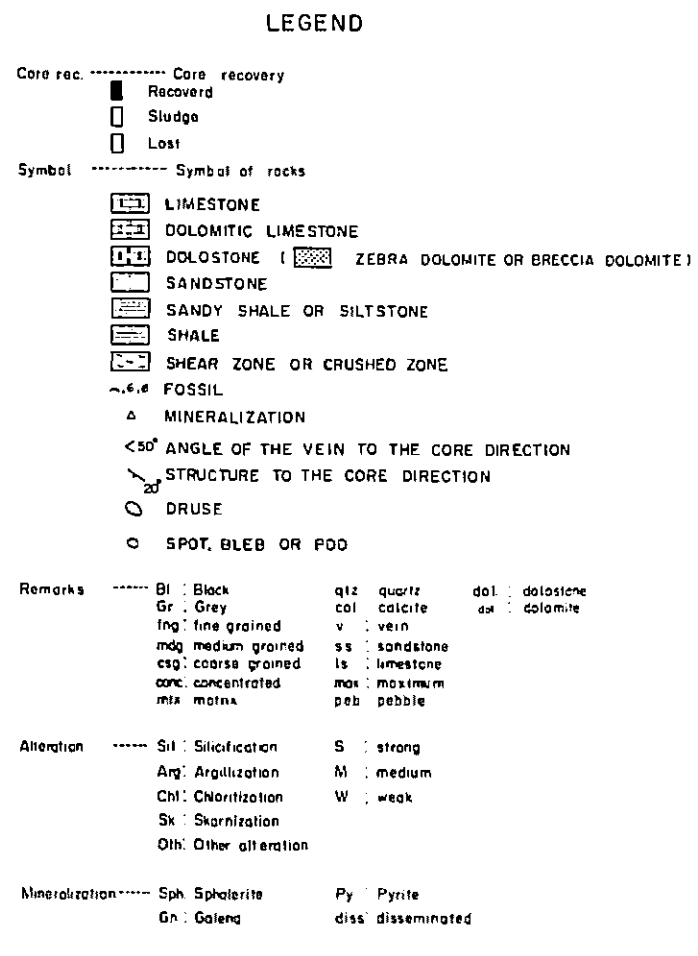 LEGEND
Core rec. ----------- Core recovery
Recoverd
Sludge
Lost
Symbol ----------- Symbol of rocks
LIMESTONE
DOLOMITIC LIMESTONE
DOLOSTONE ( ZEBRA DOLOMITE OR BRECCIA DOLOMITE)
SANDSTONE
SANDY SHALE OR SILTSTONE
SHALE
SHEAR ZONE OR CRUSHED ZONE
FOSSIL
△ MINERALIZATION
<50° ANGLE OF THE VEIN TO THE CORE DIRECTION
20° STRUCTURE TO THE CORE DIRECTION
DRUSE
SPOT, BLEB OR POD
Remarks ------ Bl : Black qtz quartz dol. : dolostone
Gr : Grey cal calcite dol : dolomite
fng : fine grained v : vein
mdg medium grained ss : sandstone
csg : coarse grained ls : limestone
conc. : concentrated max : maximum
mtx matrix peb pebble
Alteration ------ Sil : Silicification S : strong
Arg : Argillization M : medium
Chl : Chloritization W : weak
Sk : Skarnization
Oth : Other alteration
Mineralization ----- Sph. Sphalerite Py : Pyrite
Gn : Galena diss : disseminated